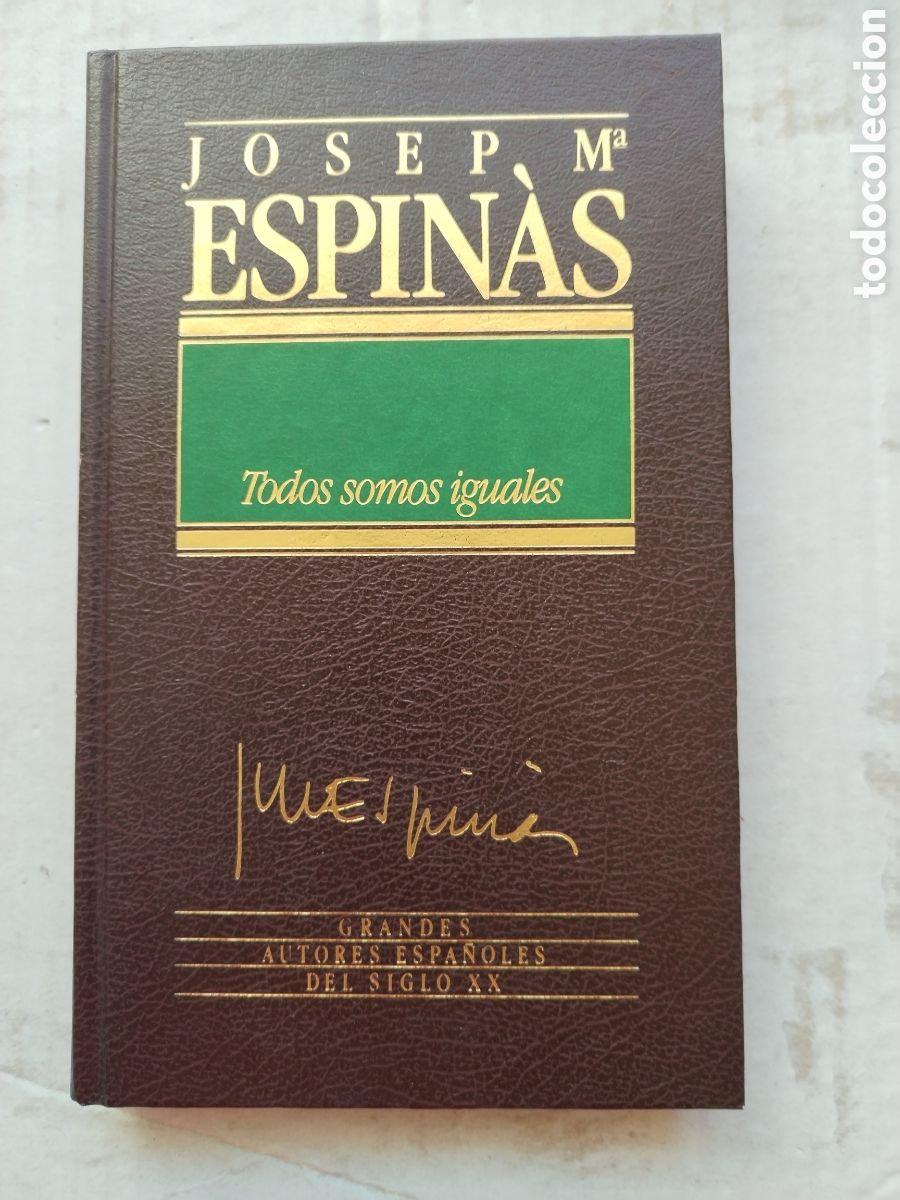 JOSEP Mª
ESPINÀS
Todos somos iguales
GRANDES
AUTORES ESPAÑOLES
DEL SIGLO XX
todocoleccion